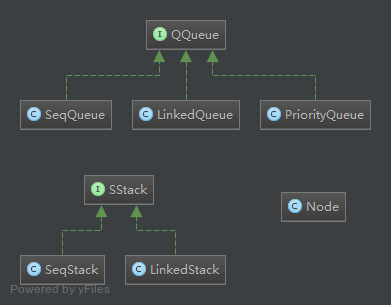 I QQueue
C SeqQueue
C LinkedQueue
C PriorityQueue
I SStack
C Node
C SeqStack
C LinkedStack
Powered by yFiles